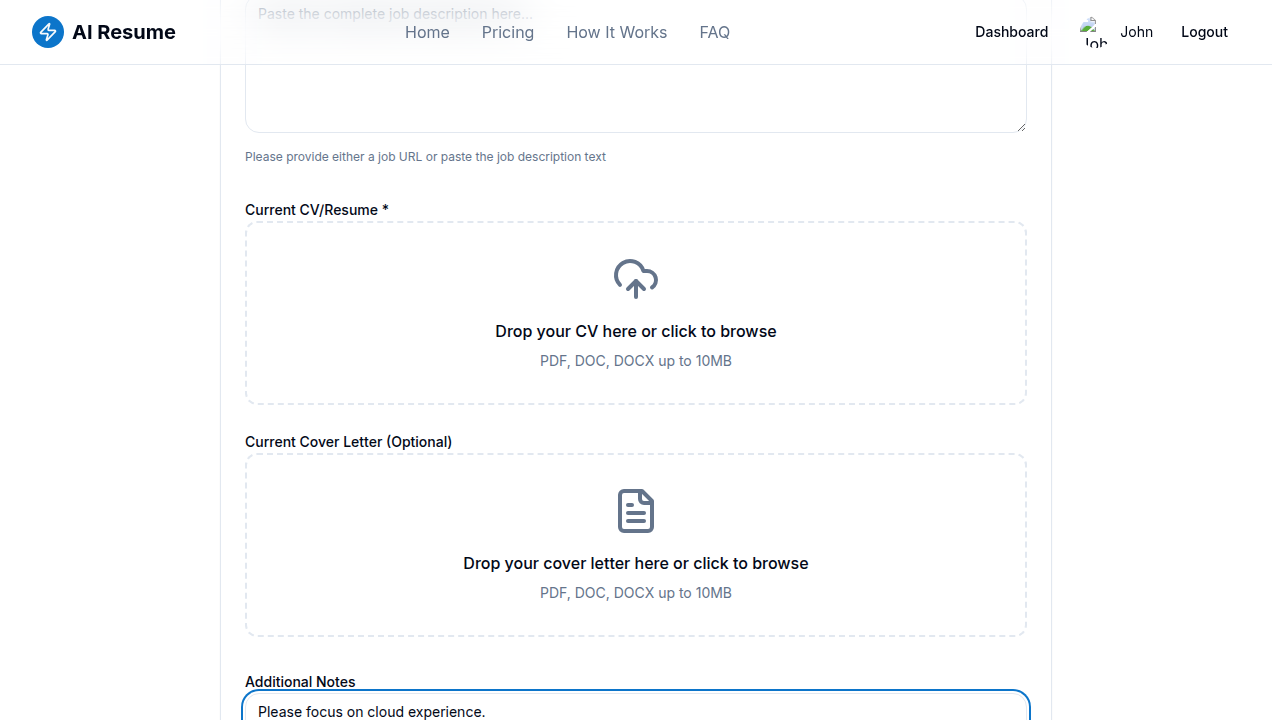 Paste the complete job description here...
AI Resume
Home
Pricing
How It Works
FAQ
Dashboard
John
Logout
Please provide either a job URL or paste the job description text
Current CV/Resume *
Drop your CV here or click to browse
PDF, DOC, DOCX up to 10MB
Current Cover Letter (Optional)
Drop your cover letter here or click to browse
PDF, DOC, DOCX up to 10MB
Additional Notes
Please focus on cloud experience.